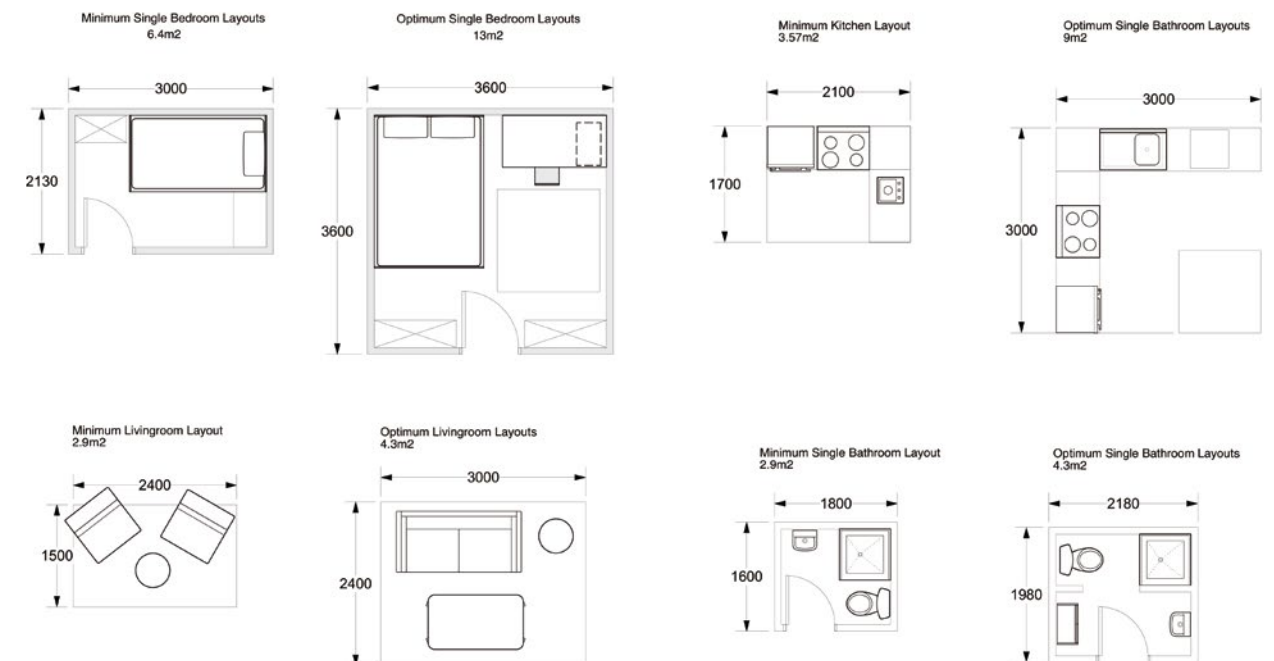 Minimum Single Bedroom Layouts
6.4m2
3000
2130
Optimum Single Bedroom Layouts
13m2
3600
3600
Minimum Kitchen Layout
3.57m2
2100
1700
Optimum Single Bathroom Layouts
9m2
3000
3000
Minimum Livingroom Layout
2.9m2
2400
1500
Optimum Livingroom Layouts
4.3m2
3000
2400
Minimum Single Bathroom Layout
2.9m2
1800
1600
Optimum Single Bathroom Layouts
4.3m2
2180
1980